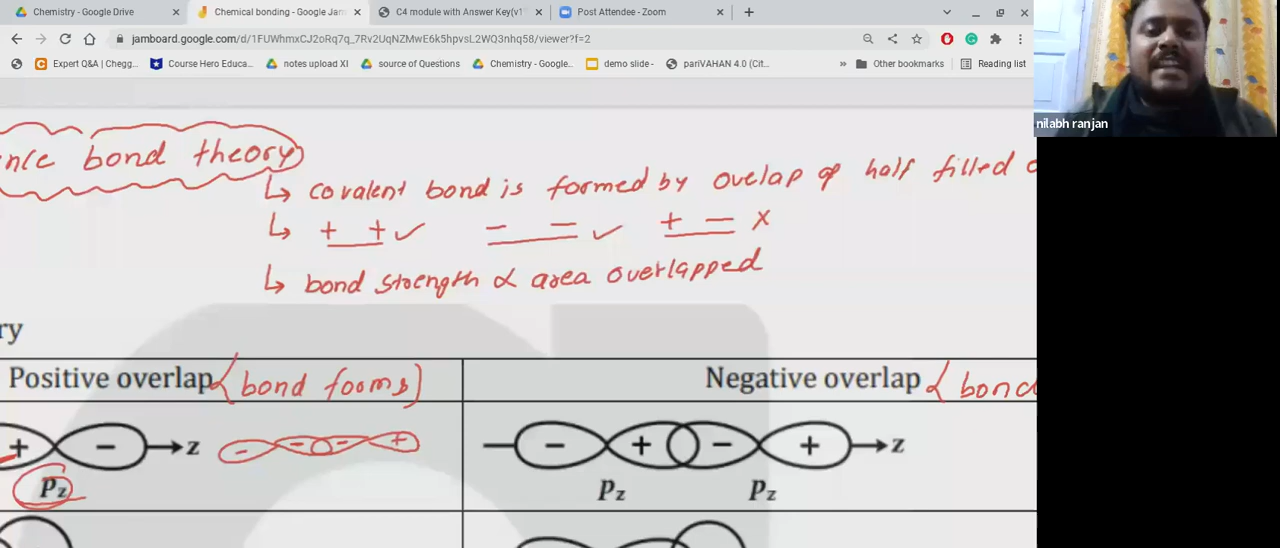 Chemistry - Google Drive
Chemical bonding - Google Jam
C4 module with Answer Key(v1
Post Attendee - Zoom
jamboard.google.com/d/1FUWhmxCJ2oRq7q_7Rv2UqNZMwE6k5hpvsL2WQ3nhq58/viewer?f=2
Expert Q&A | Chegg...
Course Hero Educa...
notes upload XI
source of Questions
Chemistry - Google...
demo slide -
pariVAHAN 4.0 (Cit...
»
Other bookmarks
Reading list
nilabh ranjan
ence bond theory
↳ covalent bond is formed by ovelap of half filled o
↳ + + ✓ - = ✓ + - x
↳ bond strength ∝ area overlapped
ry
Positive overlap (bond fooms)
Negative overlap (bond
+ - z - - - +
- + - + z
Pz
Pz Pz